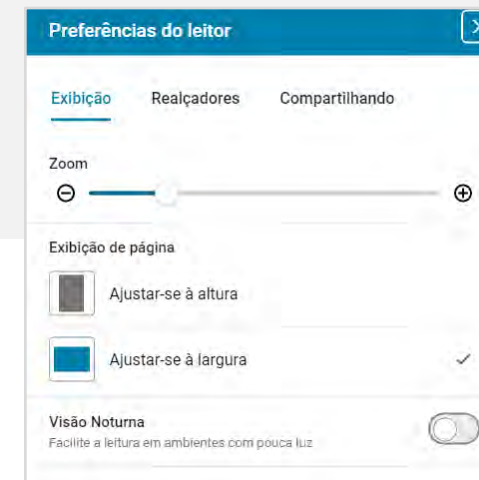 Preferências do leitor
Exibição Realçadores Compartilhando
Zoom
Exibição de página
Ajustar-se à altura
Ajustar-se à largura
Visão Noturna
Facilite a leitura em ambientes com pouca luz